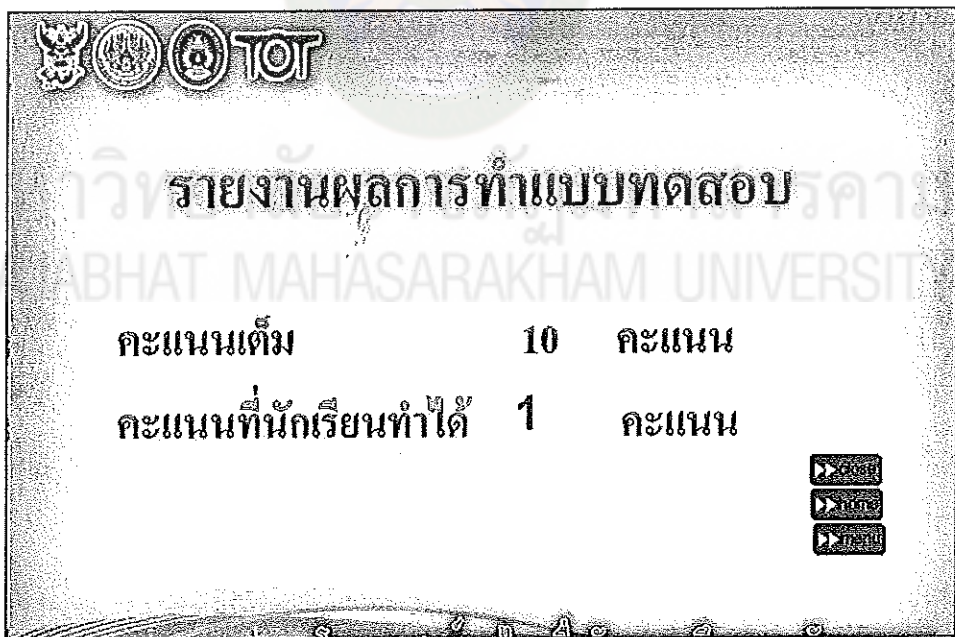 TOT
รายงานผลการทำแบบทดสอบ
ABHAT MAHASARAKHAM UNIVERSIT
คะแนนเต็ม 10 คะแนน
คะแนนที่นักเรียนทำได้ 1 คะแนน
close
home
menu